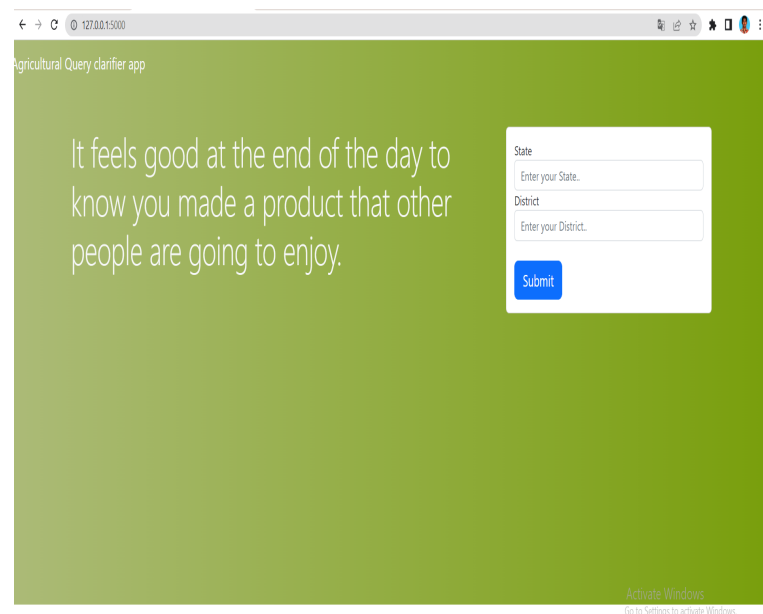 127.0.0.1:5000
Agricultural Query clarifier app
It feels good at the end of the day to
know you made a product that other
people are going to enjoy.
State
Enter your State..
District
Enter your District..
Submit
Activate Windows
Go to Settings to activate Windows.